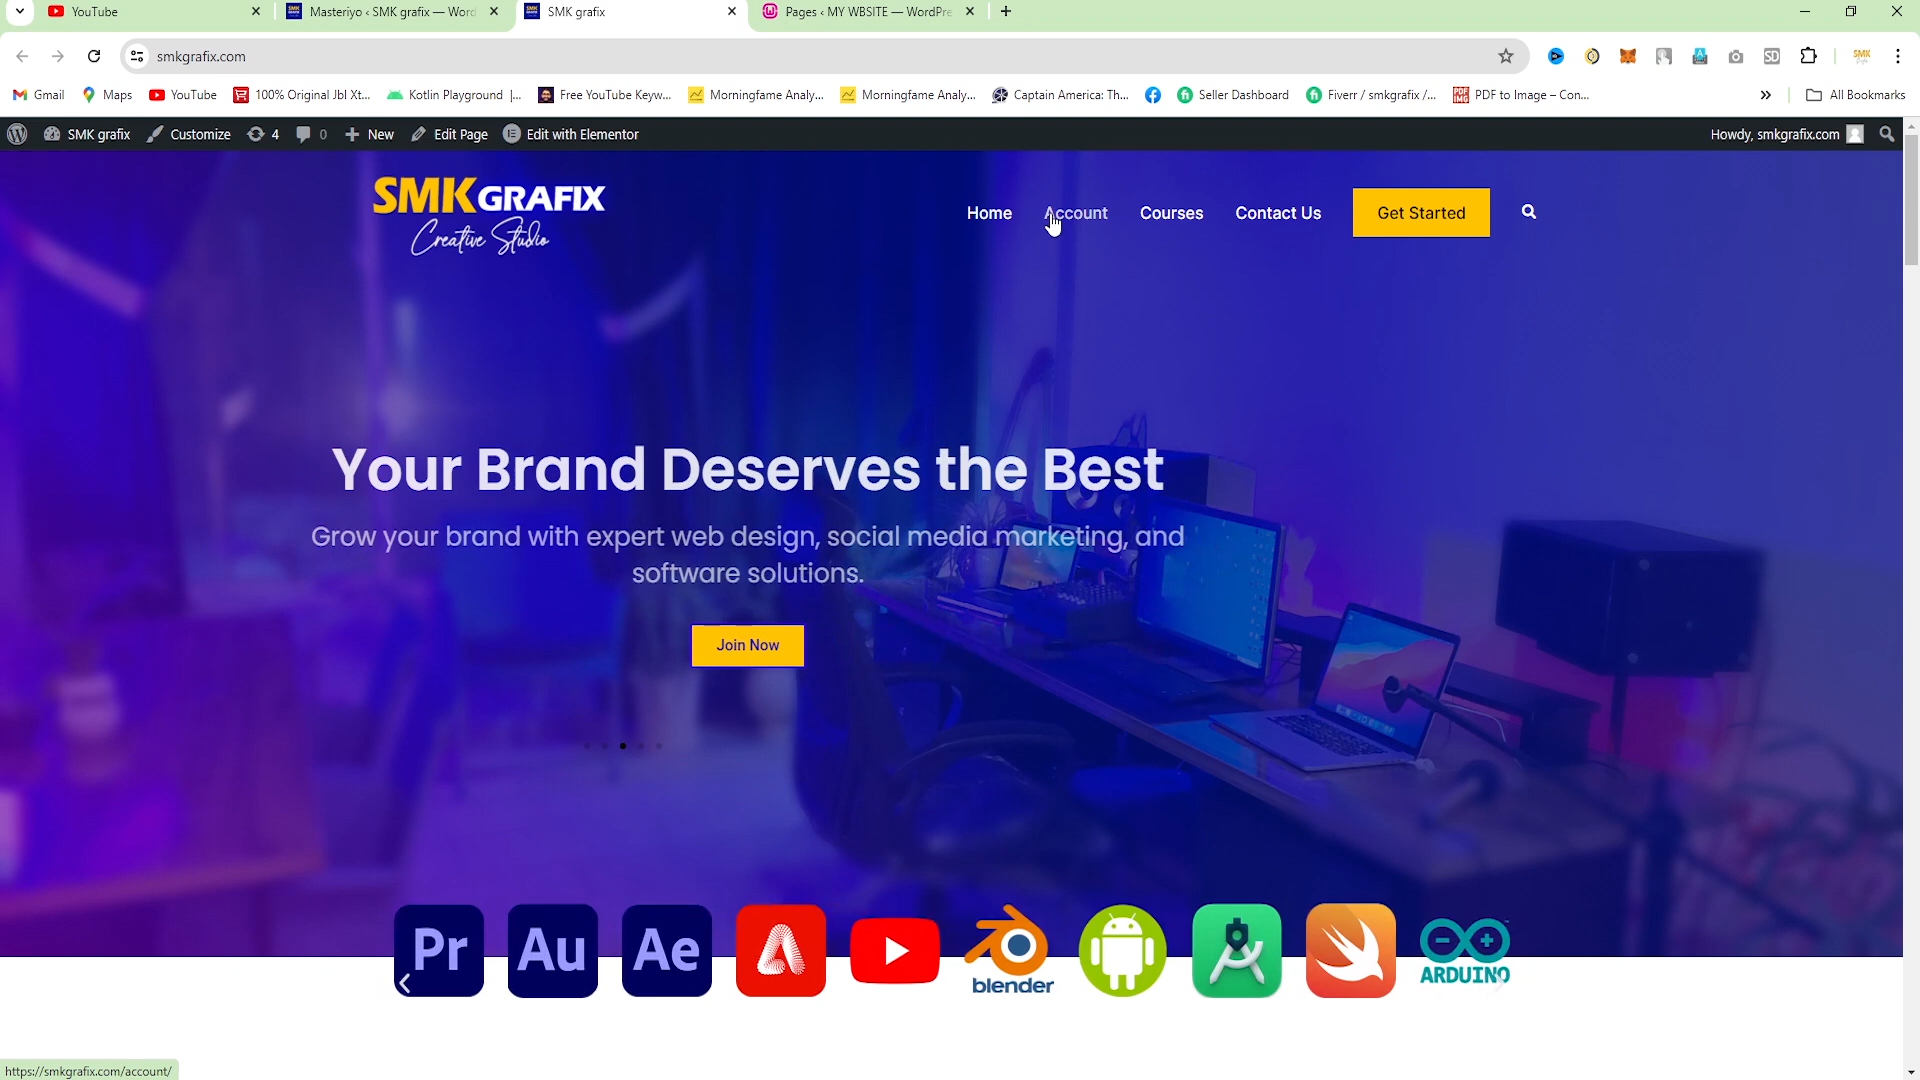 YouTube
Masteriyo ‹ SMK grafix — Word
SMK grafix
Pages ‹ MY WBSITE — WordPre
smkgrafix.com
Gmail
Maps
YouTube
100% Original Jbl Xt...
Kotlin Playground |...
Free YouTube Keyw...
Morningfame Analy...
Morningfame Analy...
Captain America: Th...
Seller Dashboard
Fiverr / smkgrafix /...
PDF to Image – Con...
All Bookmarks
SMK grafix
Customize
4
0
New
Edit Page
Edit with Elementor
Howdy, smkgrafix.com
SMK GRAFIX
Creative Studio
Home
Account
Courses
Contact Us
Get Started
Your Brand Deserves the Best
Grow your brand with expert web design, social media marketing, and
software solutions.
Join Now
Pr
Au
Ae
blender
ARDUINO
https://smkgrafix.com/account/